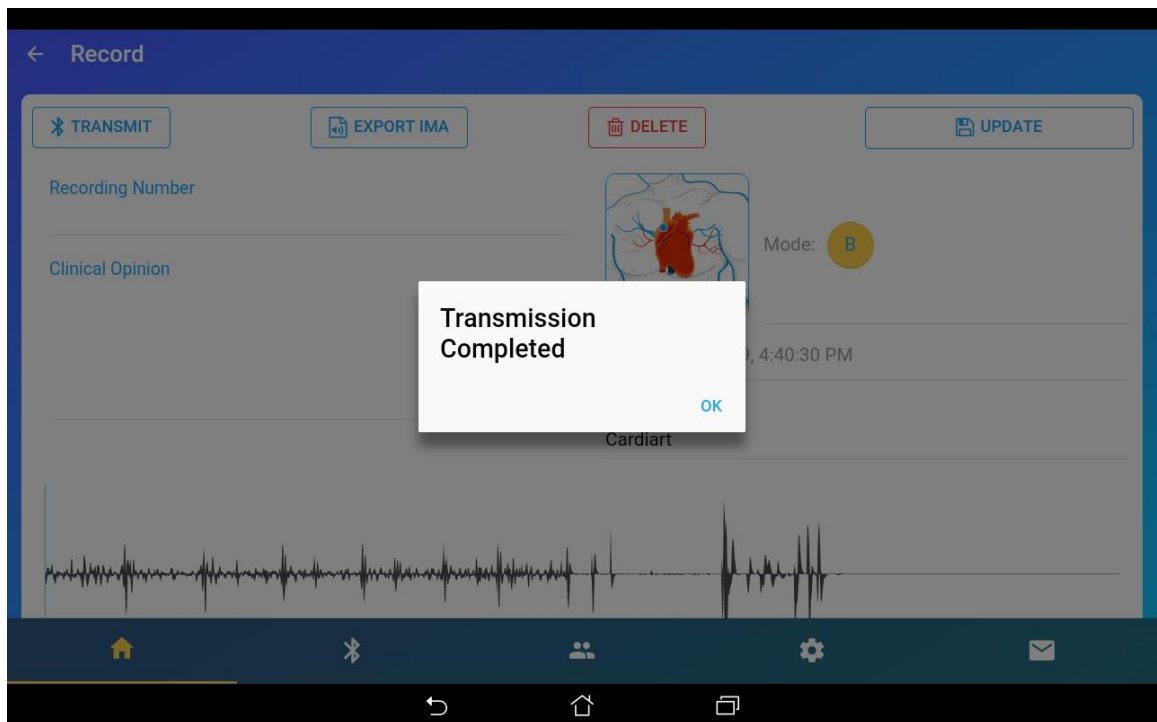 Record
TRANSMIT
EXPORT IMA
DELETE
UPDATE
Recording Number
Mode: B
Clinical Opinion
Transmission
Completed
, 4:40:30 PM
OK
Cardiart